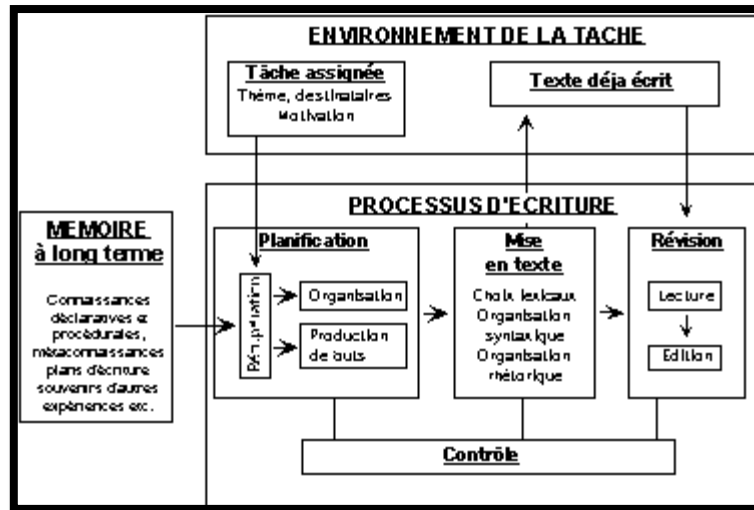 ENVIRONNEMENT DE LA TACHE
Tâche assignée
Thème, destinataires
Motivation
Texte déja écrit
PROCESSUS D'ECRITURE
MEMOIRE
à long terme
Connaissances
déclaratives et
procédurales,
métaconnaissances
plans d'écriture
souvenirs d'autres
expériences etc.
Planification
Récupération
Organisation
Production
de buts
Mise
en texte
Choix lexicaux
Organisation
syntaxique
Organisation
rhétorique
Révision
Lecture
Edition
Contrôle